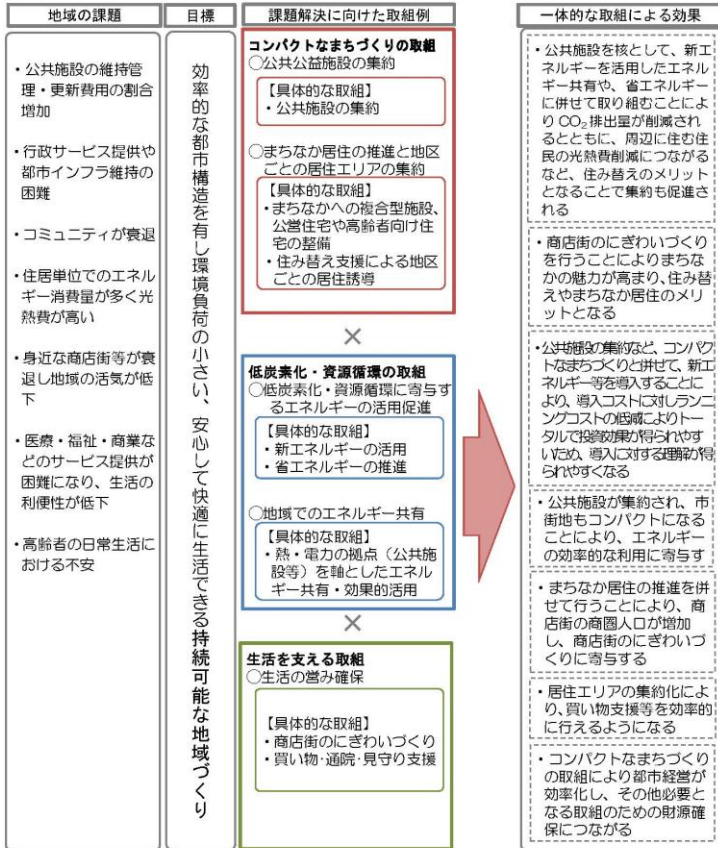 地域の課題
・公共施設の維持管
理・更新費用の割合
増加
・行政サービス提供や
都市インフラ維持の
困難
・コミュニティが衰退
・住居単位でのエネル
ギー消費量が多く光
熱費が高い
・身近な商店街等が衰
退し地域の活気が低
下
・医療・福祉・商業な
どのサービス提供が
困難になり、生活の
利便性が低下
・高齢者の日常生活に
おける不安
目標
効率的な都市構造を有し環境負荷の小さい、安心して快適に生活できる持続可能な地域づくり
課題解決に向けた取組例
コンパクトなまちづくりの取組
○公共公益施設の集約
【具体的な取組】
・公共施設の集約
○まちなか居住の推進と地区
ごとの居住エリアの集約
【具体的な取組】
・まちなかへの複合型施設、
公営住宅や高齢者向け住
宅の整備
・住み替え支援による地区
ごとの居住誘導
×
低炭素化・資源循環の取組
○低炭素化・資源循環に寄与す
るエネルギーの活用促進
【具体的な取組】
・新エネルギーの活用
・省エネルギーの推進
○地域でのエネルギー共有
【具体的な取組】
・熱・電力の拠点（公共施
設等）を軸としたエネル
ギー共有・効果的活用
×
生活を支える取組
○生活の営み確保
【具体的な取組】
・商店街のにぎわいづくり
・買い物・通院・見守り支援
一体的な取組による効果
・公共施設を核として、新エ
ネルギーを活用したエネル
ギー共有や、省エネルギー
に併せて取り組むことによ
りCO₂排出量が削減され
るとともに、周辺に住む住
民の光熱費削減につながる
など、住み替えのメリット
となることで集約も促進さ
れる
・商店街のにぎわいづくり
を行うことによりまちな
かの魅力が高まり、住み替
えやまちなか居住のメリ
ットとなる
・公共施設の集約など、コンパク
トなまちづくりと併せて、新エ
ネルギー等を導入することに
より、導入コストに対しランニ
ングコストの低減によりトー
タルで投資効果が得られやす
いため、導入に対する理解が得
られやすくなる
・公共施設が集約され、市
街地もコンパクトになる
ことにより、エネルギー
の効率的な利用に寄与す
・まちなか居住の推進を併
せて行うことにより、商
店街の商圏人口が増加
し、商店街のにぎわいづ
くりに寄与する
・居住エリアの集約化によ
り、買い物支援等を効率的
に行えるようになる
・コンパクトなまちづくり
の取組により都市経営が
効率化し、その他必要と
なる取組のための財源確
保につながる